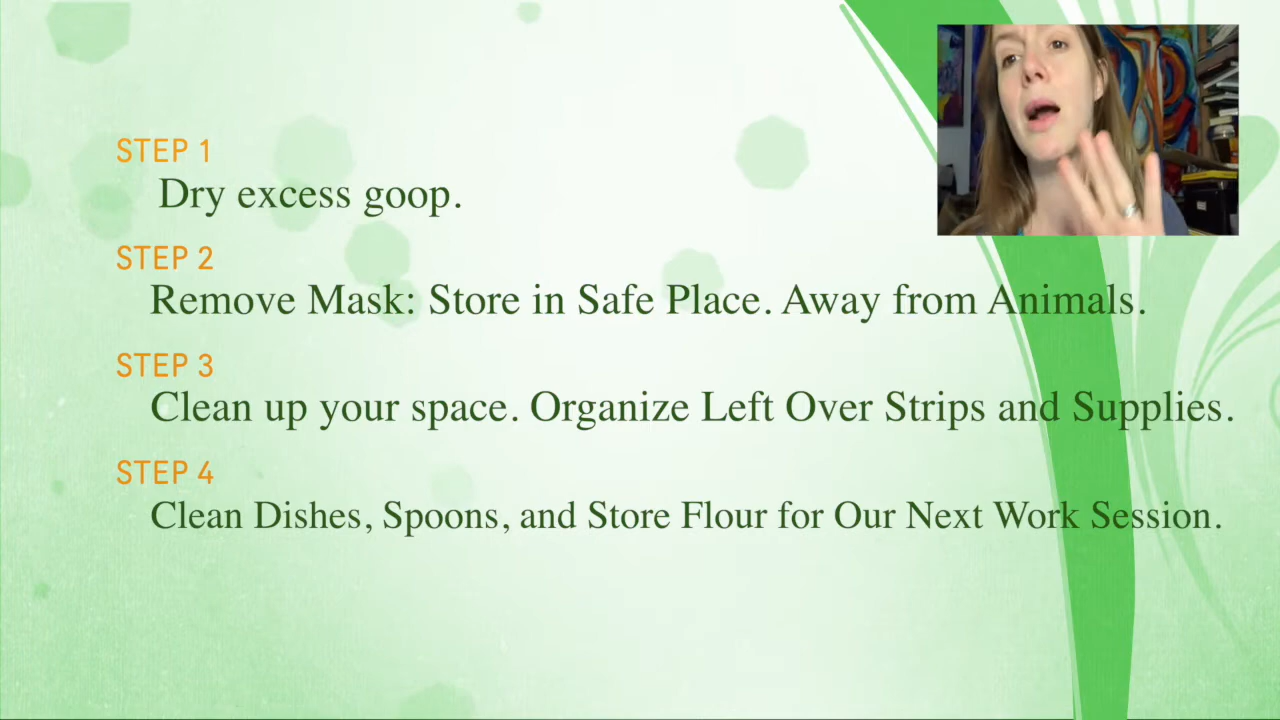 STEP 1
Dry excess goop.
STEP 2
Remove Mask: Store in Safe Place. Away from Animals.
STEP 3
Clean up your space. Organize Left Over Strips and Supplies.
STEP 4
Clean Dishes, Spoons, and Store Flour for Our Next Work Session.